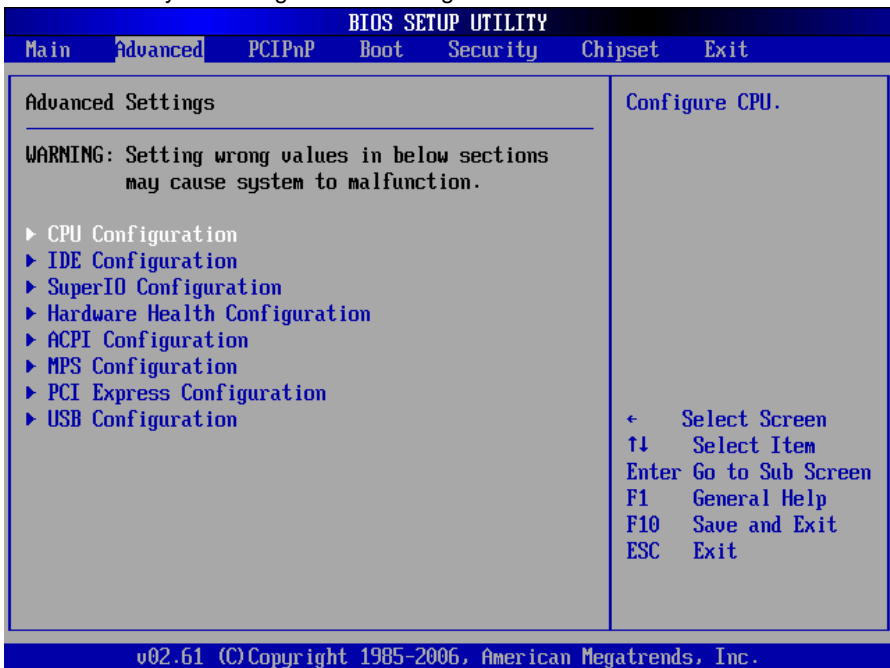 BIOS SETUP UTILITY
Main Advanced PCIPnP Boot Security Chipset Exit
Advanced Settings
WARNING: Setting wrong values in below sections
may cause system to malfunction.
▶ CPU Configuration
▶ IDE Configuration
▶ SuperIO Configuration
▶ Hardware Health Configuration
▶ ACPI Configuration
▶ MPS Configuration
▶ PCI Express Configuration
▶ USB Configuration
Configure CPU.
← Select Screen
↑↓ Select Item
Enter Go to Sub Screen
F1 General Help
F10 Save and Exit
ESC Exit
v02.61 (C)Copyright 1985-2006, American Megatrends, Inc.